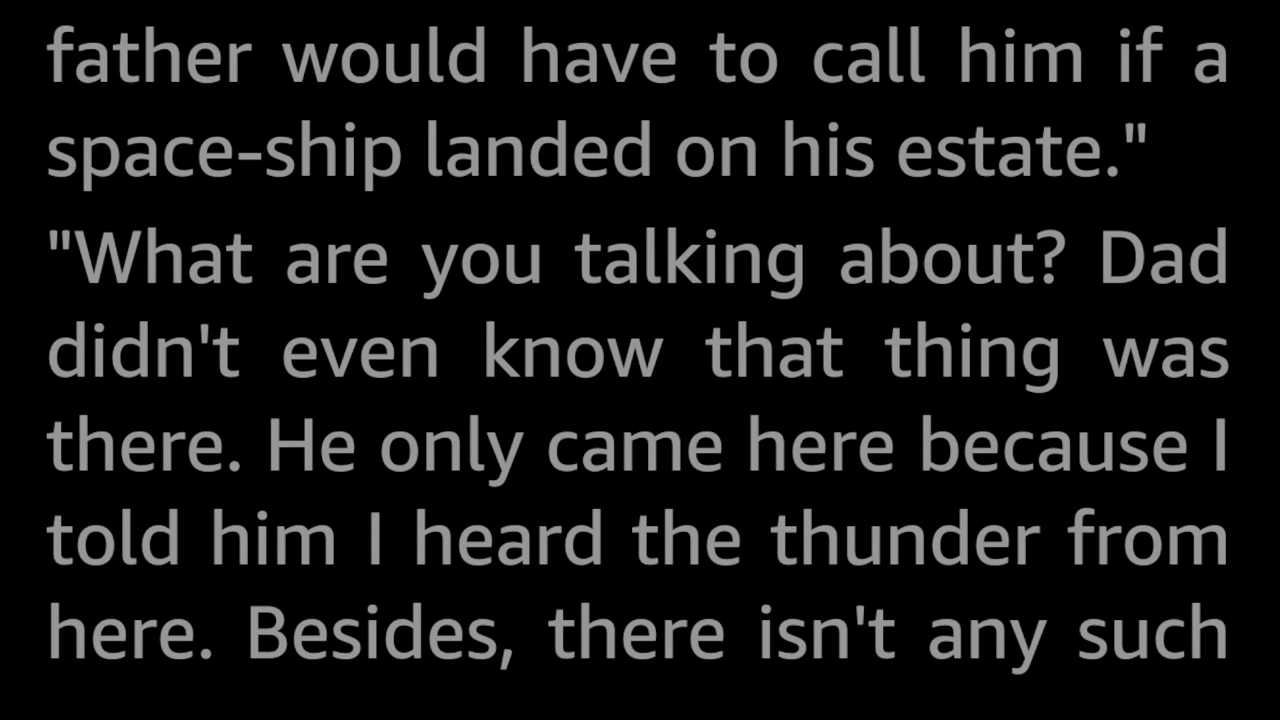 father would have to call him if a
space-ship landed on his estate."
"What are you talking about? Dad
didn't even know that thing was
there. He only came here because I
told him I heard the thunder from
here. Besides, there isn't any such